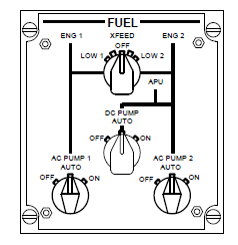 FUEL
ENG 1 XFEED ENG 2
OFF
LOW 1 LOW 2
APU
DC PUMP
AUTO
OFF ON
AC PUMP 1 AC PUMP 2
AUTO AUTO
OFF ON OFF ON